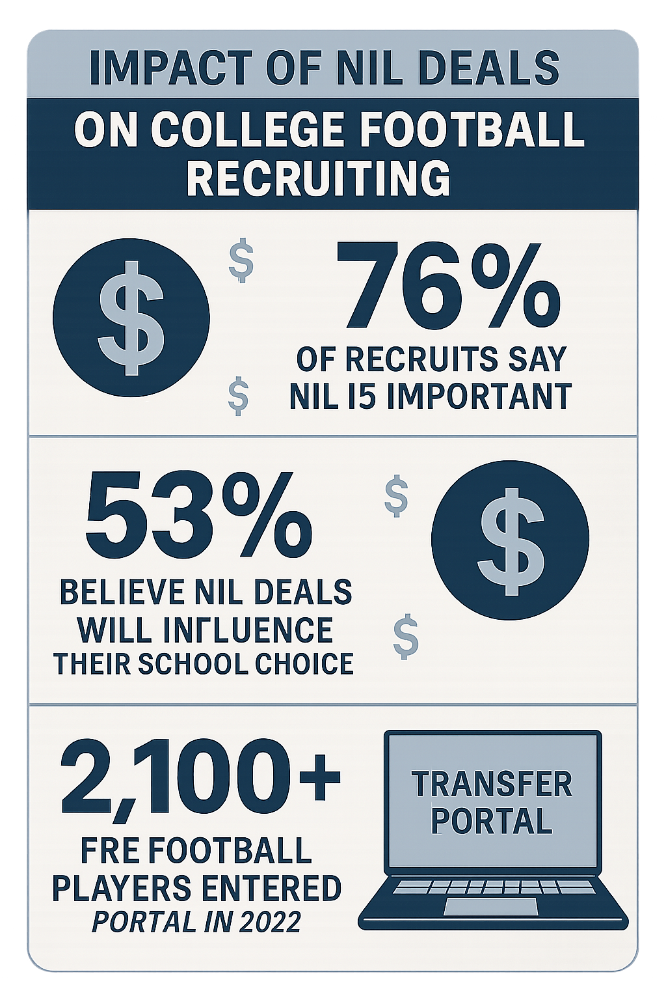 IMPACT OF NIL DEALS
ON COLLEGE FOOTBALL
RECRUITING
$
$
$
76%
OF RECRUITS SAY
NIL I5 IMPORTANT
53%
BELIEVE NIL DEALS
WILL INFLUENCE
THEIR SCHOOL CHOICE
$
$
$
2,100+
FRE FOOTBALL
PLAYERS ENTERED
PORTAL IN 2022
TRANSFER
PORTAL